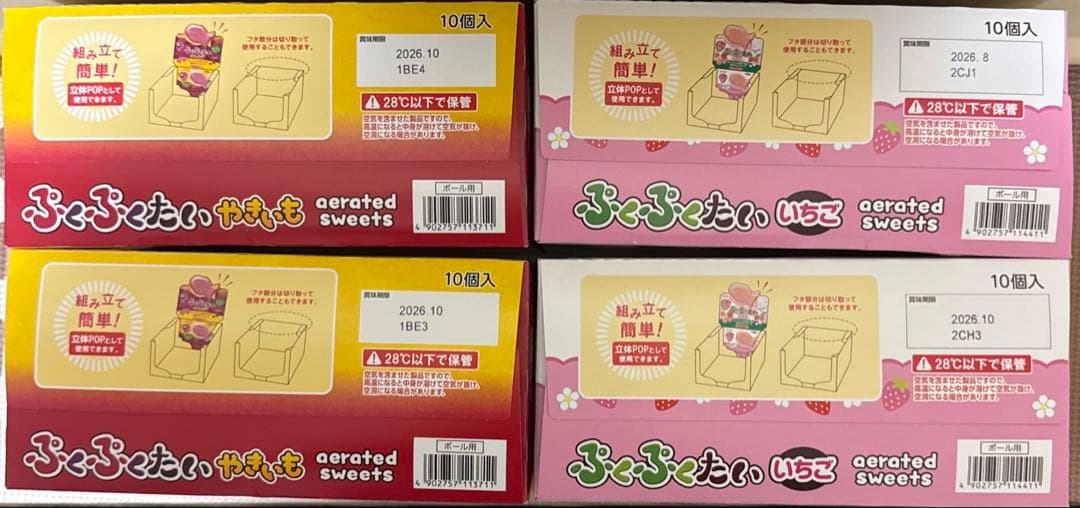 組み立て
簡単!
立体POPとして
使用できます。
フタ部分は切り取って
使用することもできます。
10個入
賞味期限
2026.10
1BE4
28℃以下で保管
空気を含ませた製品ですので、
高温になると中身が溶けて空気が抜け、
空洞になる場合があります。
ぷくぷくたい やきいも aerated
sweets
ボール用
4 902757 113711
組み立て
簡単!
立体POPとして
使用できます。
フタ部分は切り取って
使用することもできます。
10個入
賞味期限
2026. 8
2CJ1
28℃以下で保管
空気を含ませた製品ですので、
高温になると中身が溶けて空気が抜け、
空洞になる場合があります。
ぷくぷくたい いちご aerated
sweets
ボール用
4 902757 114411
組み立て
簡単!
立体POPとして
使用できます。
フタ部分は切り取って
使用することもできます。
10個入
賞味期限
2026.10
1BE3
28℃以下で保管
空気を含ませた製品ですので、
高温になると中身が溶けて空気が抜け、
空洞になる場合があります。
ぷくぷくたい やきいも aerated
sweets
ボール用
4 902757 113711
組み立て
簡単!
立体POPとして
使用できます。
フタ部分は切り取って
使用することもできます。
10個入
賞味期限
2026.10
2CH3
28℃以下で保管
空気を含ませた製品ですので、
高温になると中身が溶けて空気が抜け、
空洞になる場合があります。
ぷくぷくたい いちご aerated
sweets
ボール用
4 902757 114411